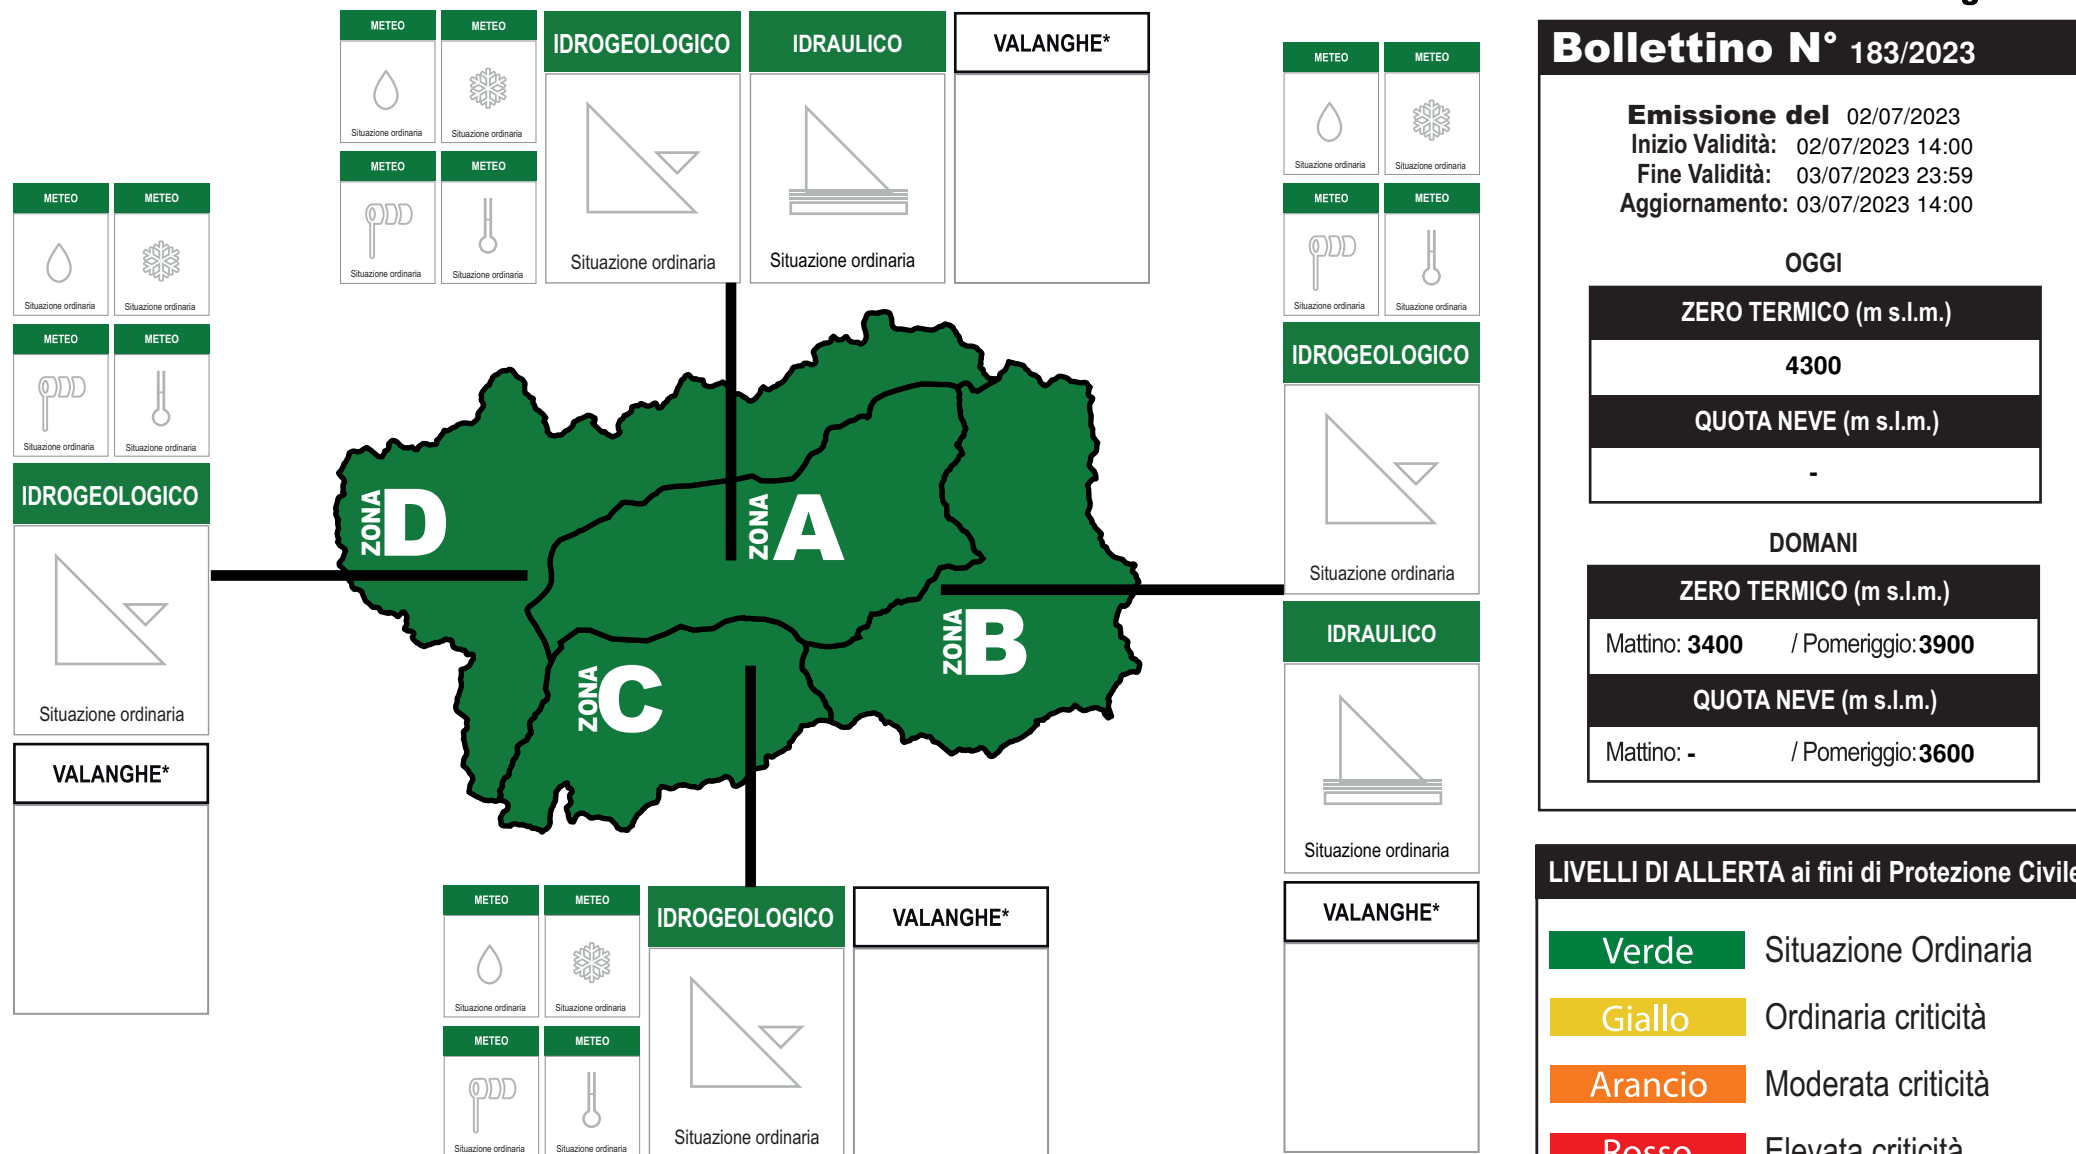 METEO METEO
Situazione ordinaria Situazione ordinaria
METEO METEO
Situazione ordinaria Situazione ordinaria
IDROGEOLOGICO
Situazione ordinaria
IDRAULICO
Situazione ordinaria
VALANGHE*
METEO METEO
Situazione ordinaria Situazione ordinaria
METEO METEO
Situazione ordinaria Situazione ordinaria
IDROGEOLOGICO
Situazione ordinaria
VALANGHE*
ZONA D
ZONA A
ZONA B
ZONA C
METEO METEO
Situazione ordinaria Situazione ordinaria
METEO METEO
Situazione ordinaria Situazione ordinaria
IDROGEOLOGICO
Situazione ordinaria
IDRAULICO
Situazione ordinaria
VALANGHE*
METEO METEO
Situazione ordinaria Situazione ordinaria
METEO METEO
Situazione ordinaria Situazione ordinaria
IDROGEOLOGICO
Situazione ordinaria
VALANGHE*
Bollettino N° 183/2023
Emissione del 02/07/2023
Inizio Validità: 02/07/2023 14:00
Fine Validità: 03/07/2023 23:59
Aggiornamento: 03/07/2023 14:00
OGGI
ZERO TERMICO (m s.l.m.)
4300
QUOTA NEVE (m s.l.m.)
-
DOMANI
ZERO TERMICO (m s.l.m.)
Mattino: 3400 / Pomeriggio: 3900
QUOTA NEVE (m s.l.m.)
Mattino: - / Pomeriggio: 3600
LIVELLI DI ALLERTA ai fini di Protezione Civile
Verde Situazione Ordinaria
Giallo Ordinaria criticità
Arancio Moderata criticità
Rosso Elevata criticità